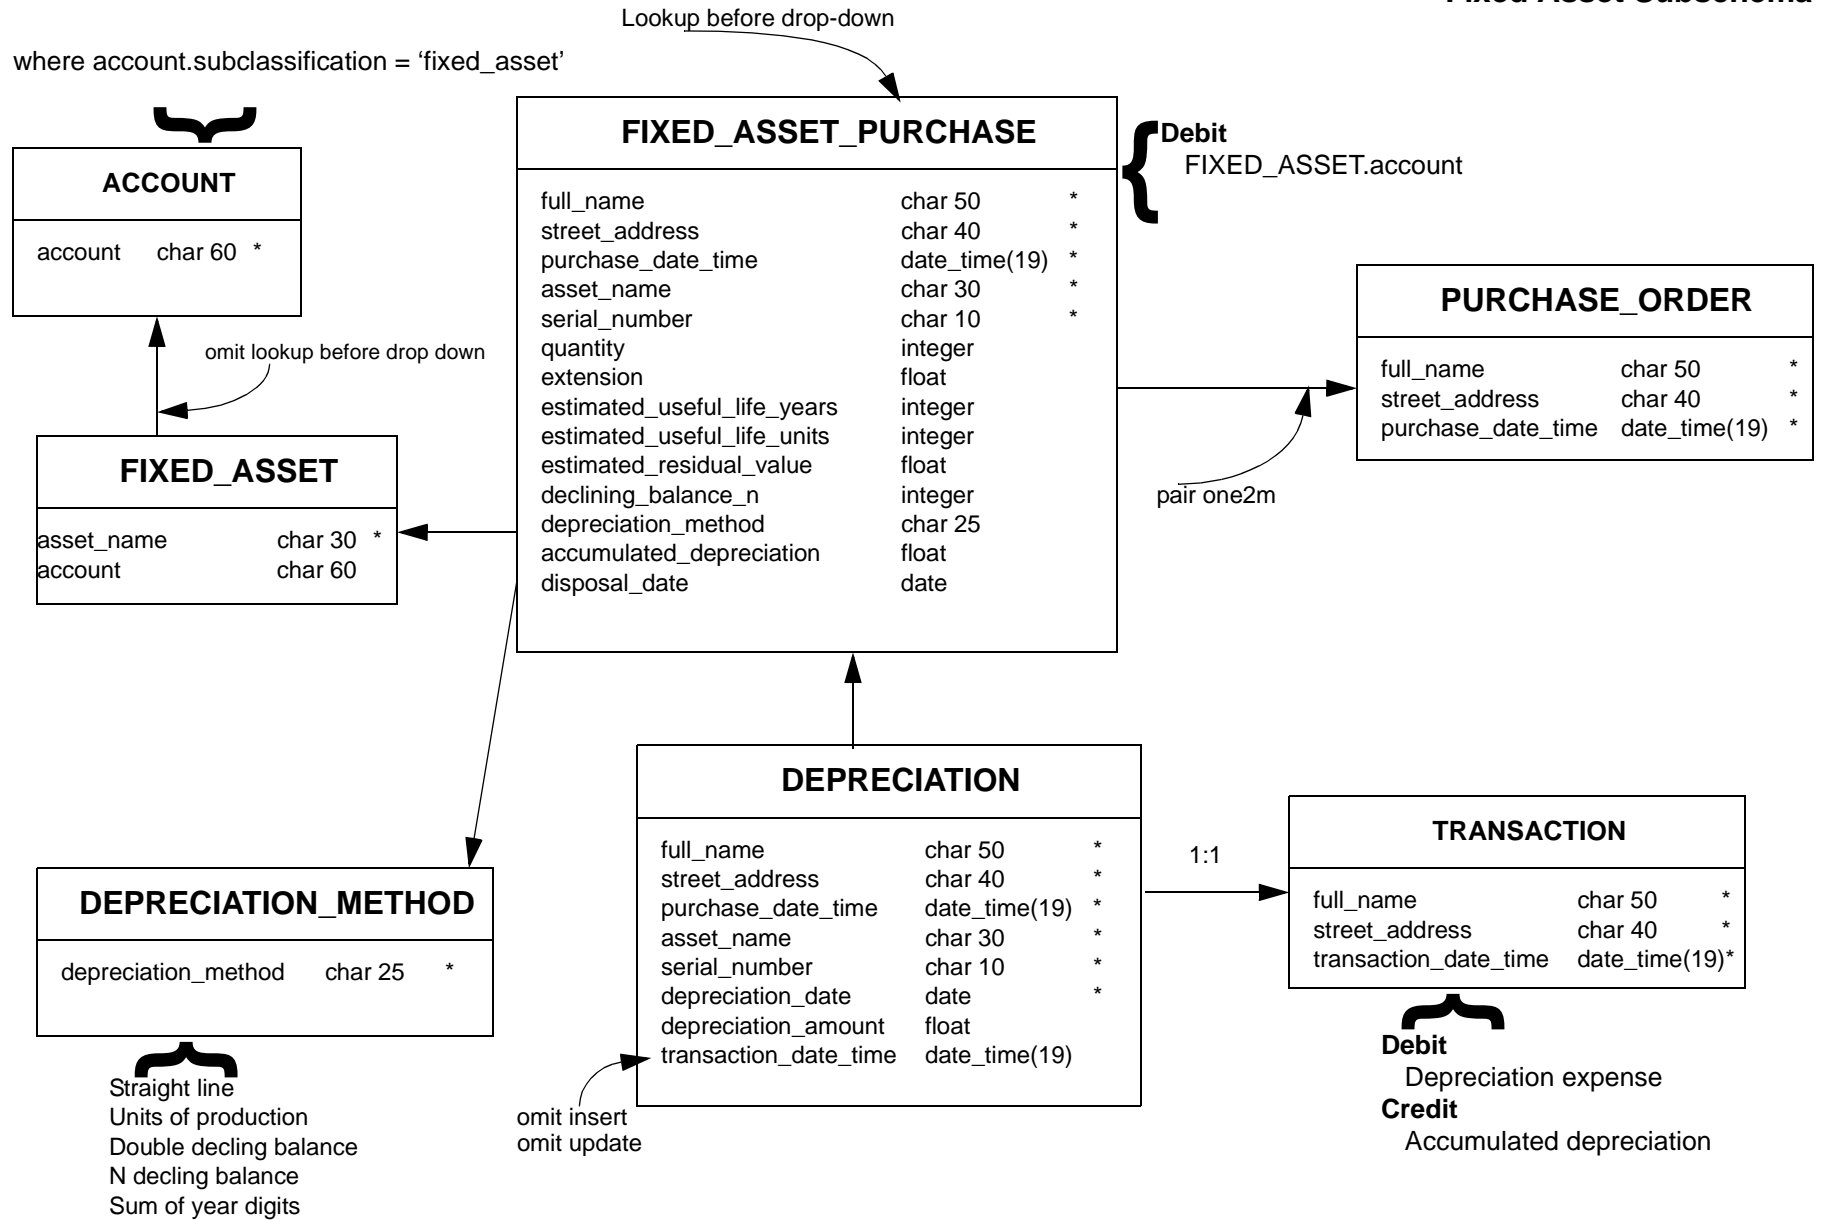 Fixed Asset Subschema
Lookup before drop-down
where account.subclassification = ‘fixed_asset’
ACCOUNT
account char 60 *
omit lookup before drop down
FIXED_ASSET
asset_name char 30 *
account char 60
FIXED_ASSET_PURCHASE
full_name char 50 *
street_address char 40 *
purchase_date_time date_time(19) *
asset_name char 30 *
serial_number char 10 *
quantity integer
extension float
estimated_useful_life_years integer
estimated_useful_life_units integer
estimated_residual_value float
declining_balance_n integer
depreciation_method char 25
accumulated_depreciation float
disposal_date date
Debit
FIXED_ASSET.account
PURCHASE_ORDER
full_name char 50 *
street_address char 40 *
purchase_date_time date_time(19) *
pair one2m
DEPRECIATION_METHOD
depreciation_method char 25 *
Straight line
Units of production
Double decling balance
N decling balance
Sum of year digits
DEPRECIATION
full_name char 50 *
street_address char 40 *
purchase_date_time date_time(19) *
asset_name char 30 *
serial_number char 10 *
depreciation_date date *
depreciation_amount float
transaction_date_time date_time(19)
omit insert
omit update
1:1
TRANSACTION
full_name char 50 *
street_address char 40 *
transaction_date_time date_time(19)*
Debit
Depreciation expense
Credit
Accumulated depreciation